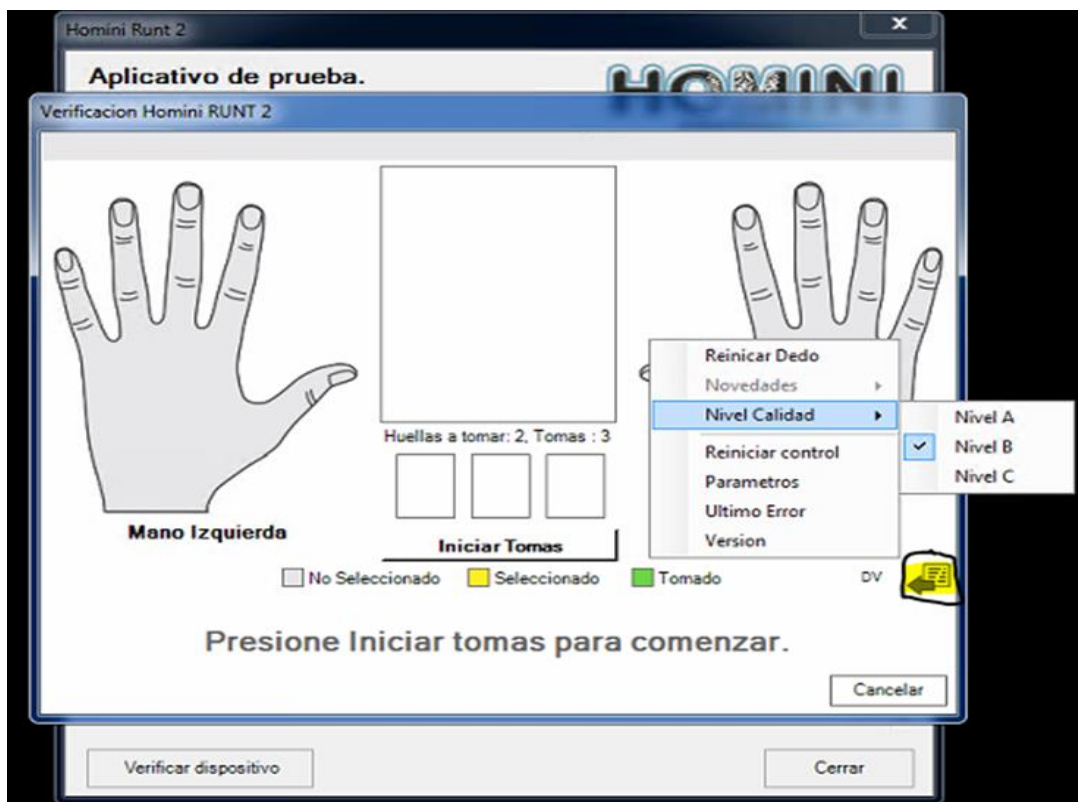 Homini Runt 2
Aplicativo de prueba.
HOMINI
Verificacion Homini RUNT 2
Huellas a tomar: 2, Tomas : 3
Mano Izquierda
Iniciar Tomas
Reinicar Dedo
Novedades
Nivel Calidad
Reiniciar control
Parametros
Ultimo Error
Version
Nivel A
Nivel B
Nivel C
No Seleccionado
Seleccionado
Tomado
DV
Presione Iniciar tomas para comenzar.
Cancelar
Verificar dispositivo
Cerrar